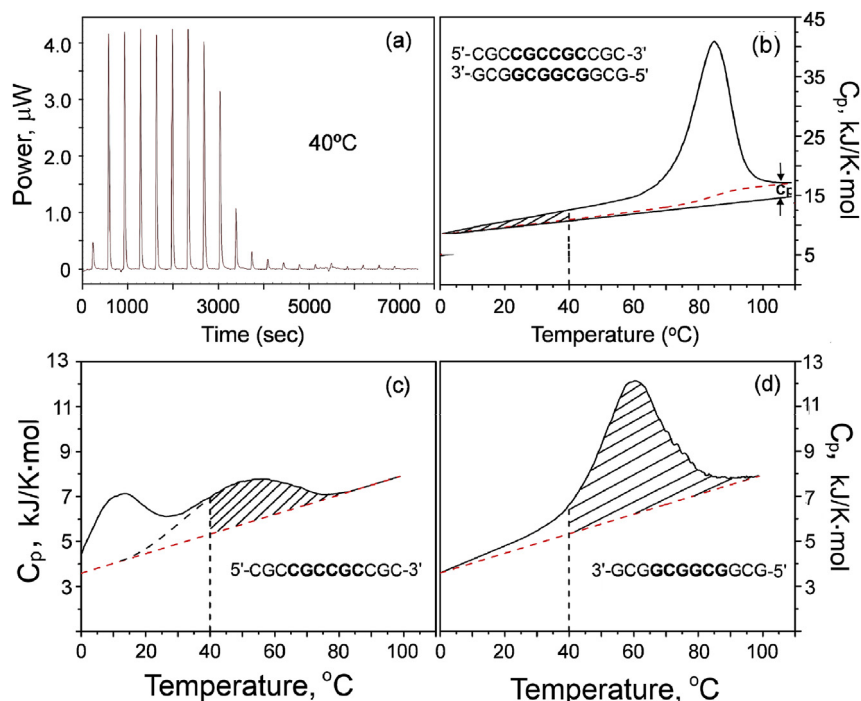 (a)
4.0
3.0
2.0
1.0
0
Power, µW
40ºC
0 1000 3000 5000 7000
Time (sec)
(b)
5'-CGCCGCCGCCGC-3'
3'-GCGGCGGCGGCG-5'
45
35
25
15
5
Cp, kJ/K·mol
0 20 40 60 80 100
Temperature (ºC)
(c)
13
11
9
7
5
3
Cp, kJ/K·mol
5'-CGCCGCCGCCGC-3'
0 20 40 60 80 100
Temperature, ºC
(d)
13
11
9
7
5
3
Cp, kJ/K·mol
3'-GCGGCGGCGGCG-5'
0 20 40 60 80 100
Temperature, ºC